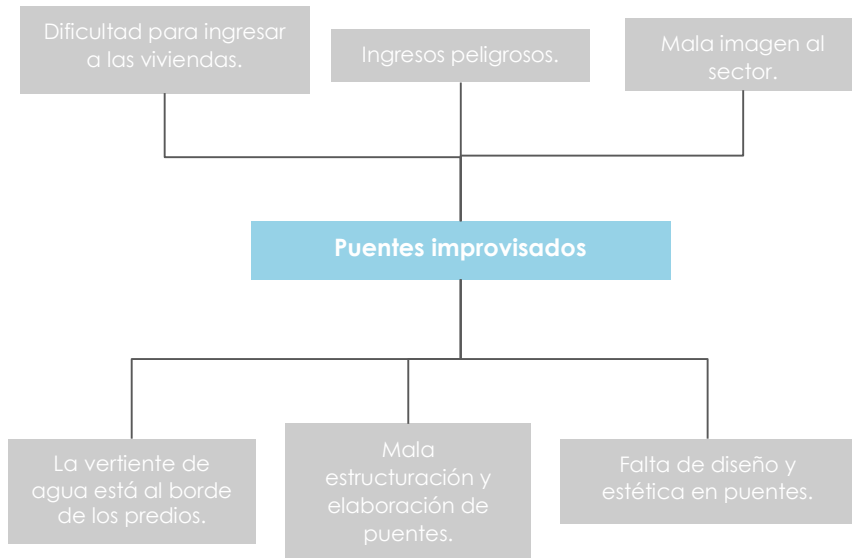 Dificultad para ingresar
a las viviendas.
Ingresos peligrosos.
Mala imagen al
sector.
Puentes improvisados
La vertiente de
agua está al borde
de los predios.
Mala
estructuración y
elaboración de
puentes.
Falta de diseño y
estética en puentes.